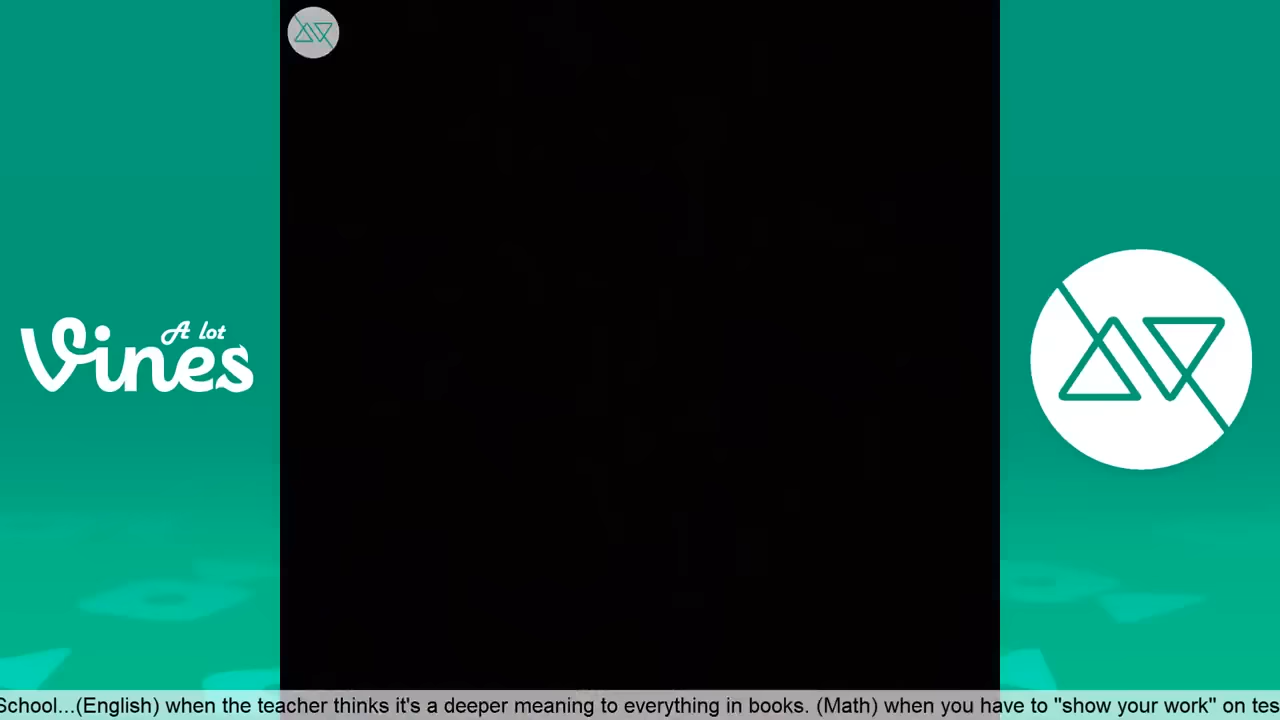 A lot
Vines
School...(English) when the teacher thinks it's a deeper meaning to everything in books. (Math) when you have to "show your work" on tes